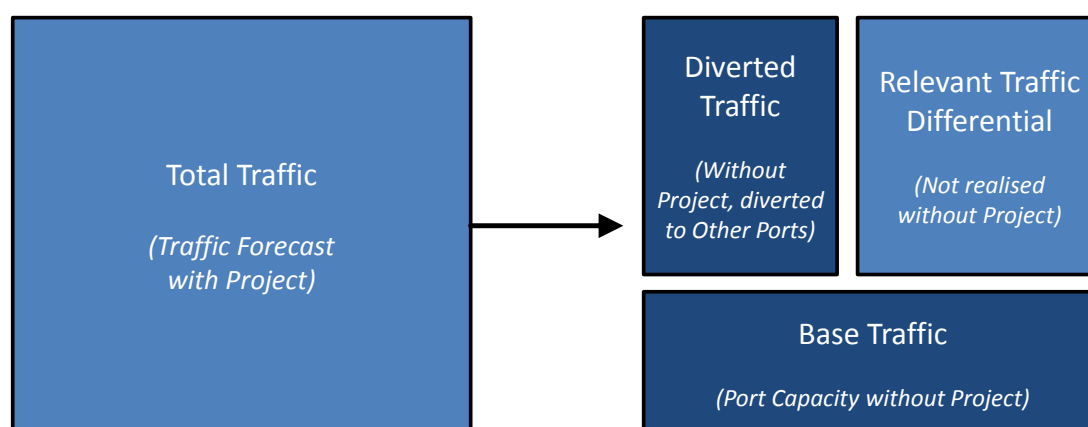 Total Traffic
(Traffic Forecast
with Project)
Diverted
Traffic
(Without
Project, diverted
to Other Ports)
Relevant Traffic
Differential
(Not realised
without Project)
Base Traffic
(Port Capacity without Project)